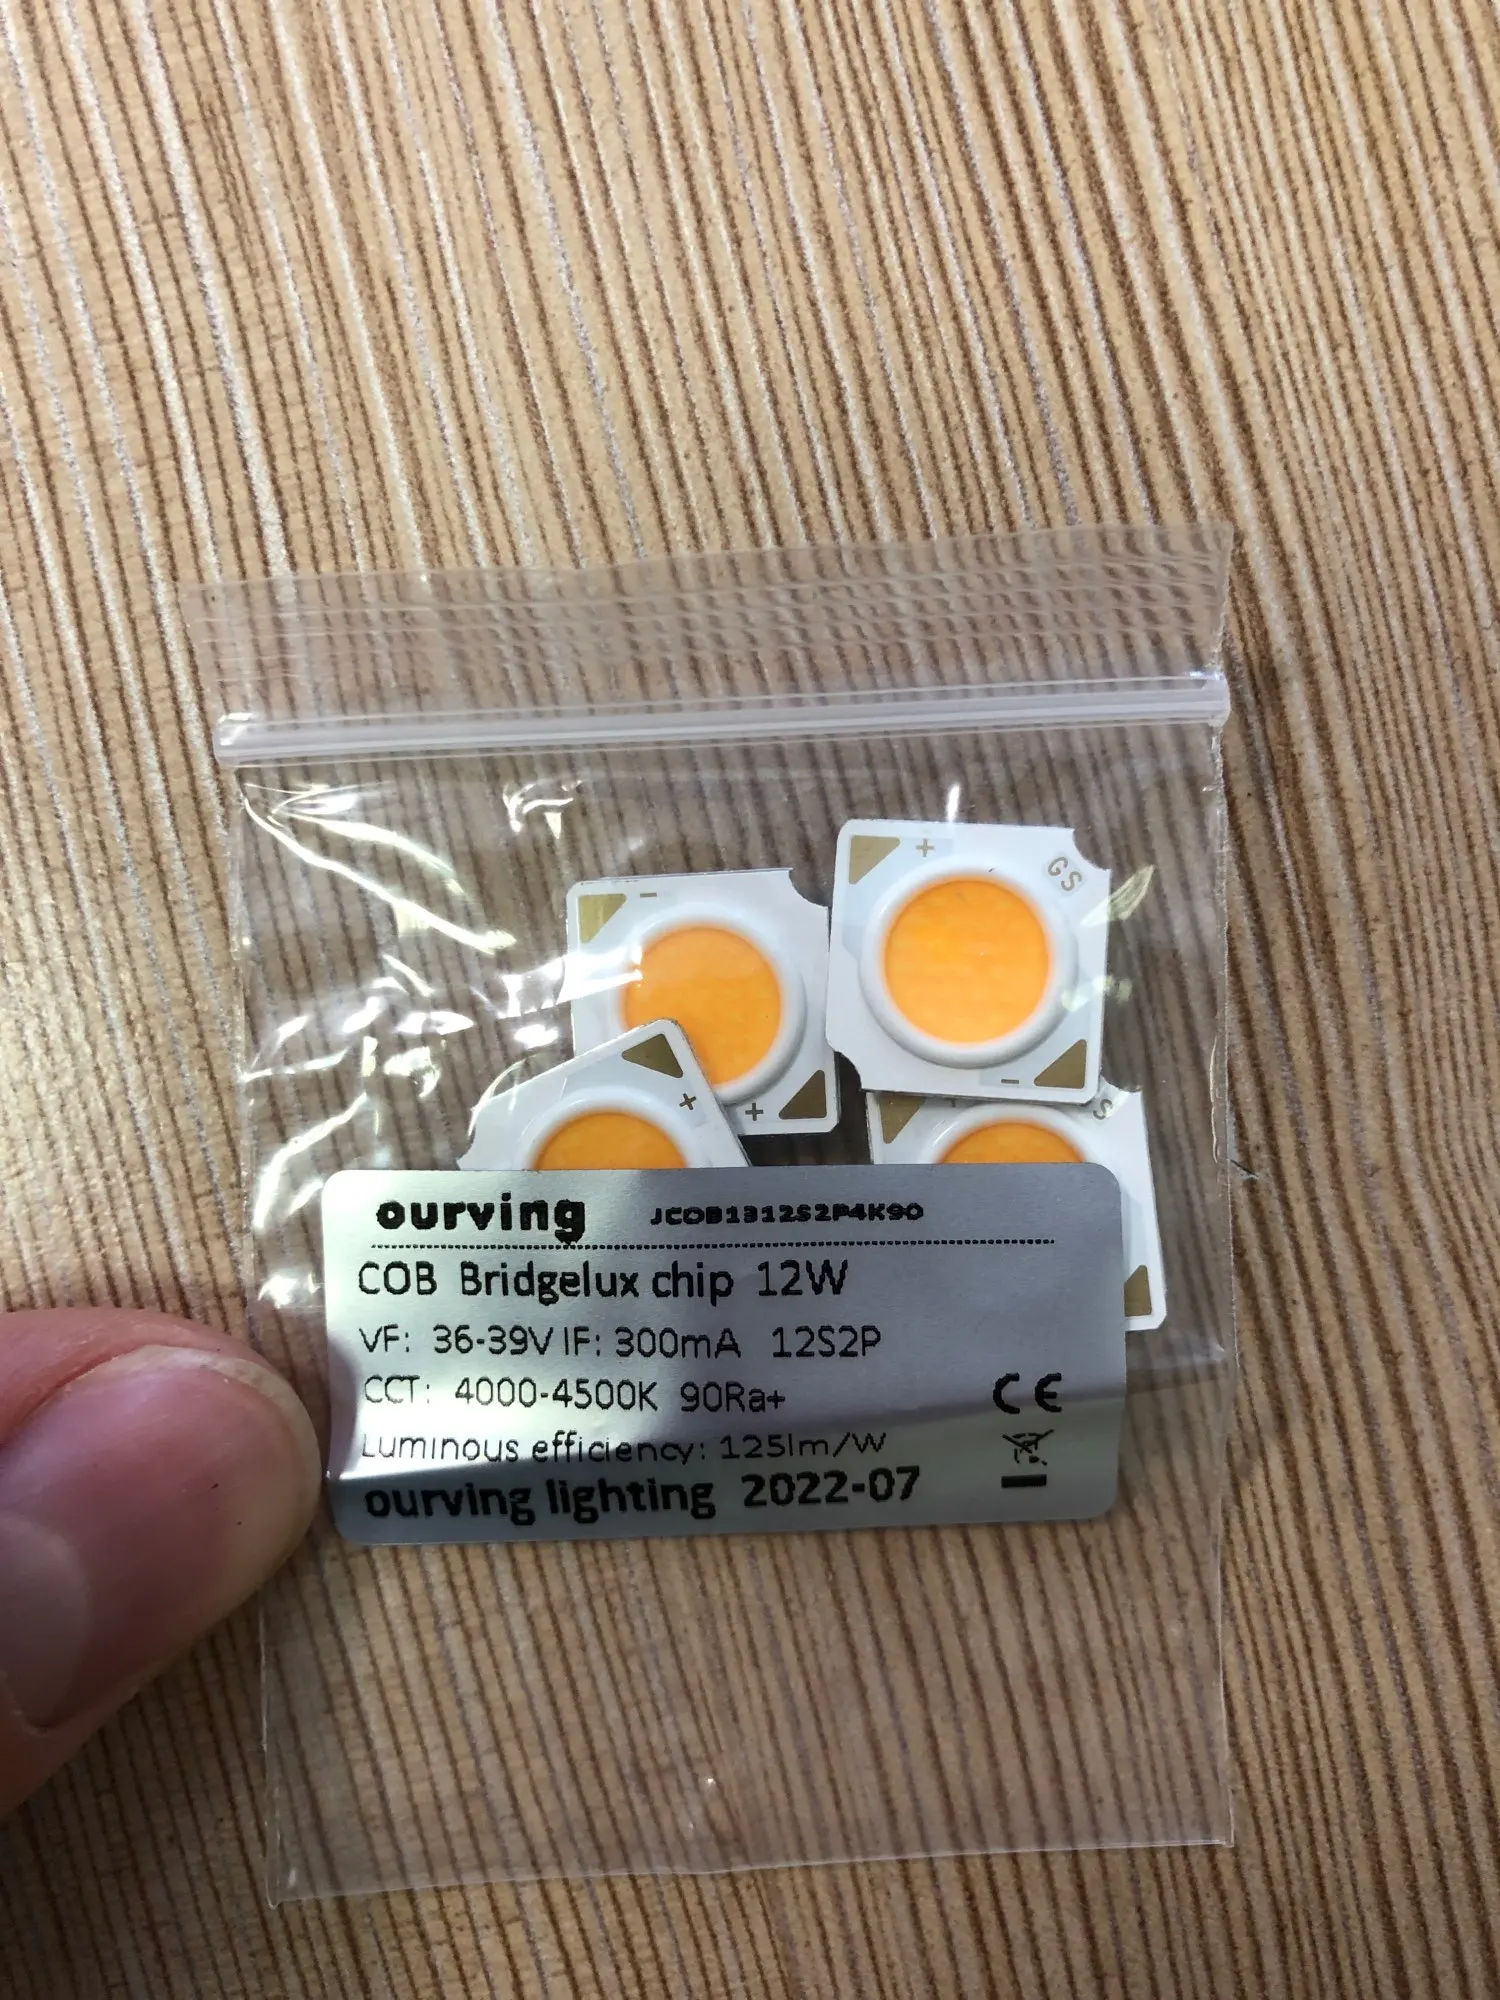 -
+
GS
+
-
+
S
ourving JCOB1312S2P4K90
COB Bridgelux chip 12W
VF: 36-39V IF: 300mA 12S2P
CCT: 4000-4500K 90Ra+
CE
Luminous efficiency: 125lm/W
ourving lighting 2022-07